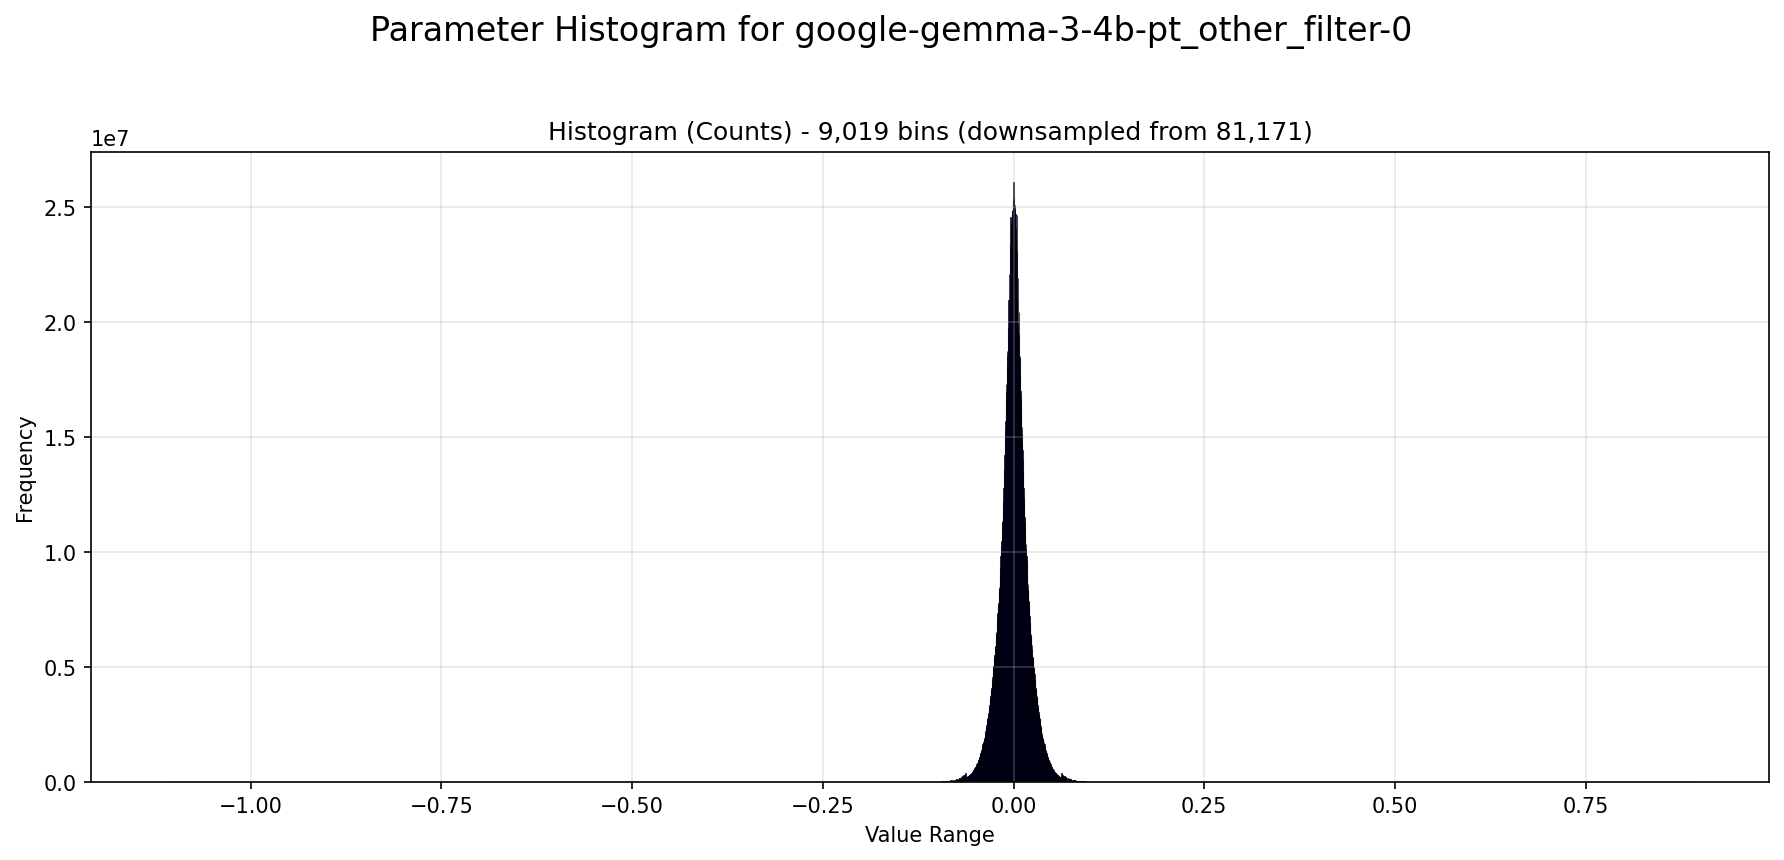 Parameter Histogram for google-gemma-3-4b-pt_other_filter-0
Histogram (Counts) - 9,019 bins (downsampled from 81,171)
1e7
2.5
2.0
1.5
1.0
0.5
0.0
Frequency
−1.00 −0.75 −0.50 −0.25 0.00 0.25 0.50 0.75
Value Range